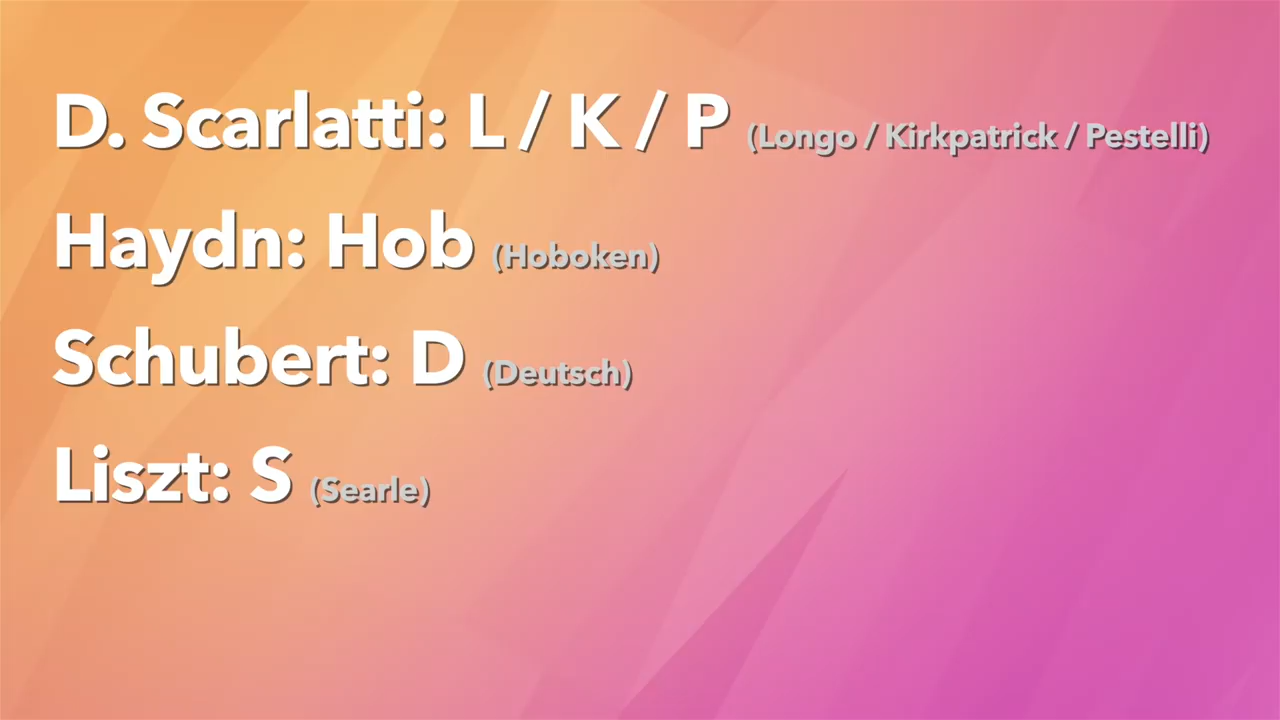 D. Scarlatti: L / K / P (Longo / Kirkpatrick / Pestelli)
Haydn: Hob (Hoboken)
Schubert: D (Deutsch)
Liszt: S (Searle)